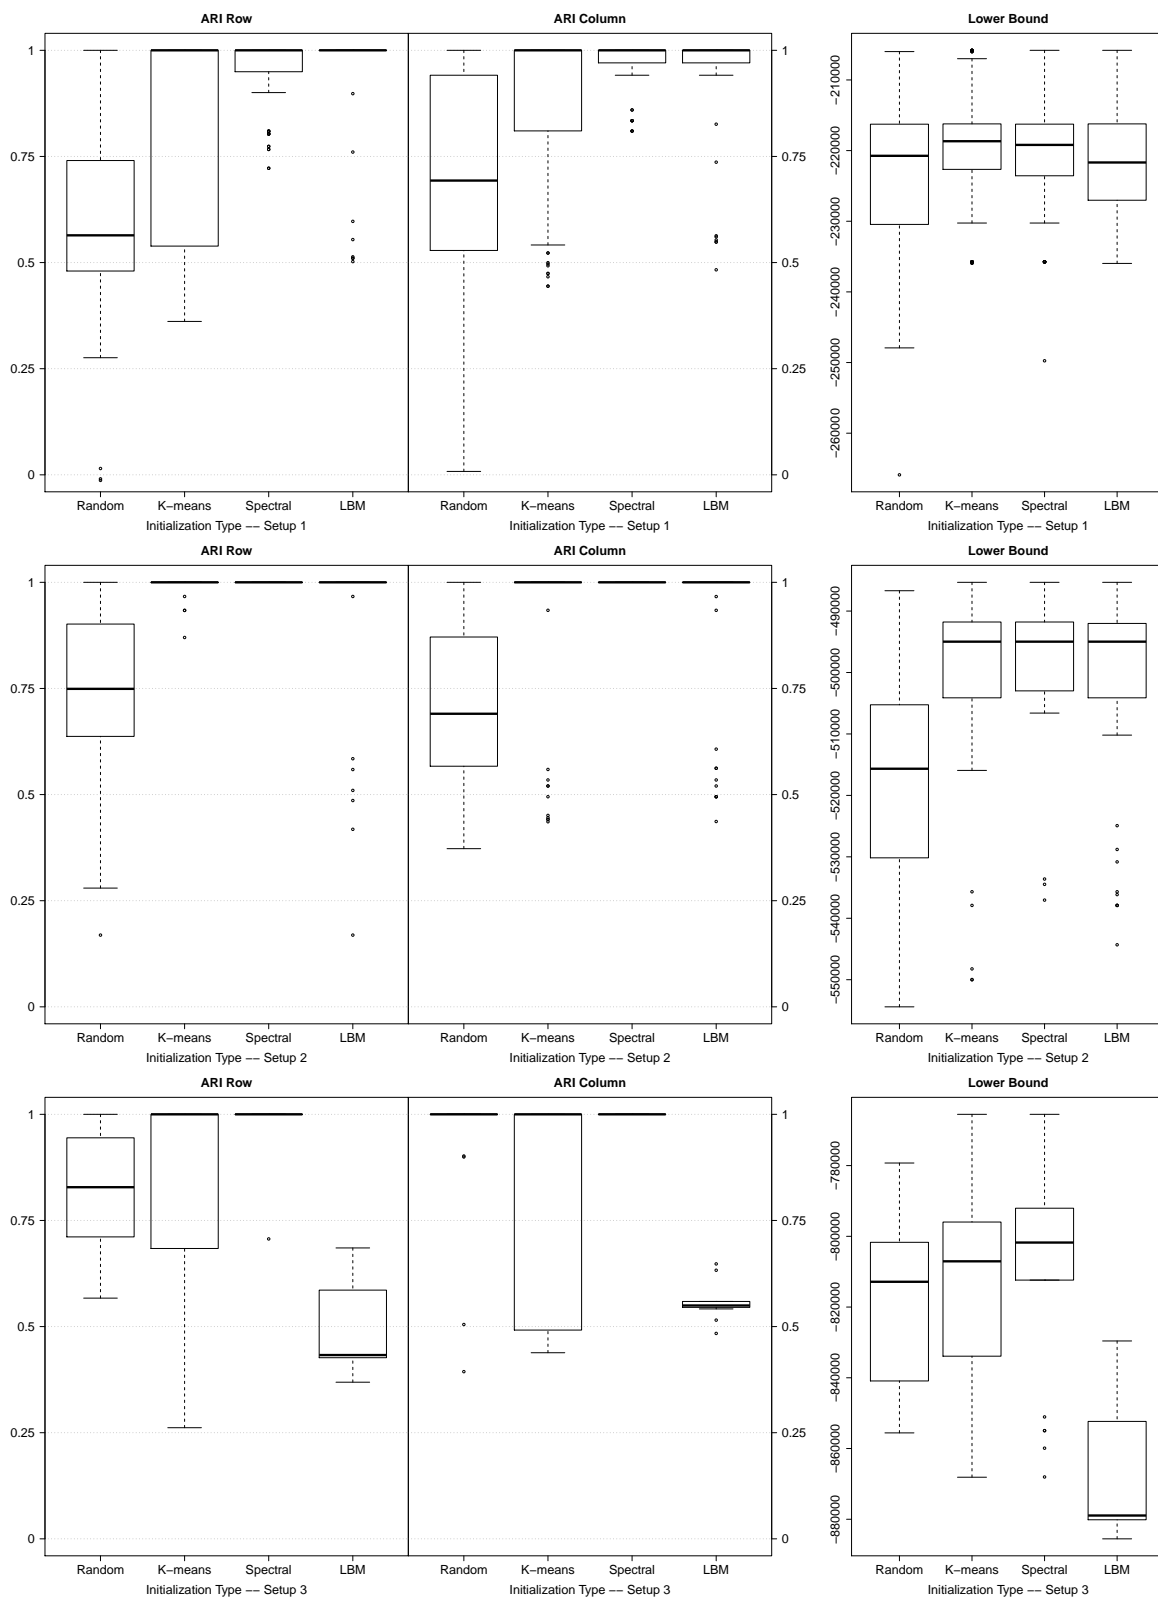 ARI Row
ARI Column
Lower Bound
1
0.75
0.5
0.25
0
1
0.75
0.5
0.25
0
−210000
−220000
−230000
−240000
−250000
−260000
Random K−means Spectral LBM
Random K−means Spectral LBM
Random K−means Spectral LBM
Initialization Type −− Setup 1
Initialization Type −− Setup 1
Initialization Type −− Setup 1
ARI Row
ARI Column
Lower Bound
1
0.75
0.5
0.25
0
1
0.75
0.5
0.25
0
−490000
−500000
−510000
−520000
−530000
−540000
−550000
Random K−means Spectral LBM
Random K−means Spectral LBM
Random K−means Spectral LBM
Initialization Type −− Setup 2
Initialization Type −− Setup 2
Initialization Type −− Setup 2
ARI Row
ARI Column
Lower Bound
1
0.75
0.5
0.25
0
1
0.75
0.5
0.25
0
−780000
−800000
−820000
−840000
−860000
−880000
Random K−means Spectral LBM
Random K−means Spectral LBM
Random K−means Spectral LBM
Initialization Type −− Setup 3
Initialization Type −− Setup 3
Initialization Type −− Setup 3